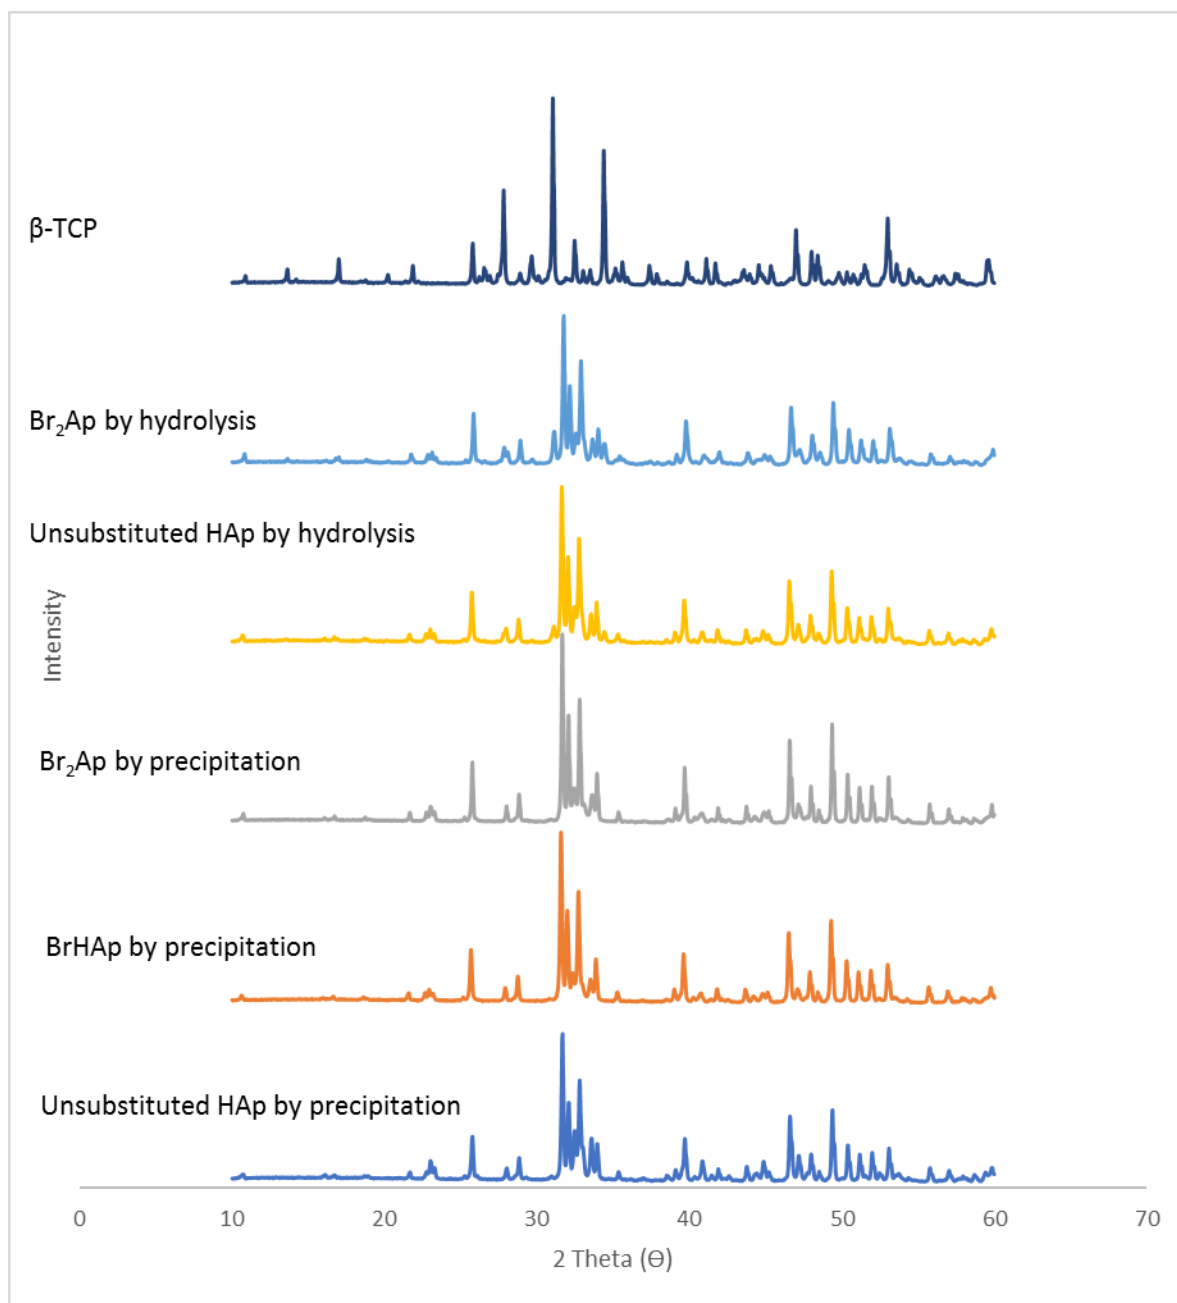 β-TCP
Br₂Ap by hydrolysis
Unsubstituted HAp by hydrolysis
Intensity
Br₂Ap by precipitation
BrHAp by precipitation
Unsubstituted HAp by precipitation
0 10 20 30 40 50 60 70
2 Theta (Ө)